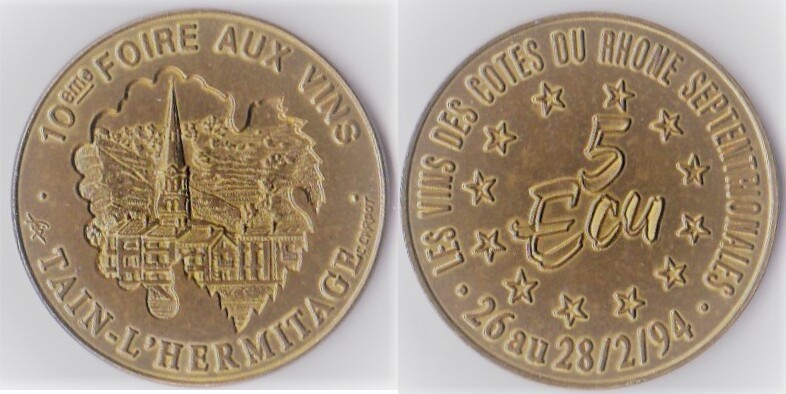 10ème FOIRE AUX VINS
TAIN-L'HERMITAGE
LES VINS DES COTES DU RHONE SEPTENTRIONALES
5
Ecu
26 au 28/2/94